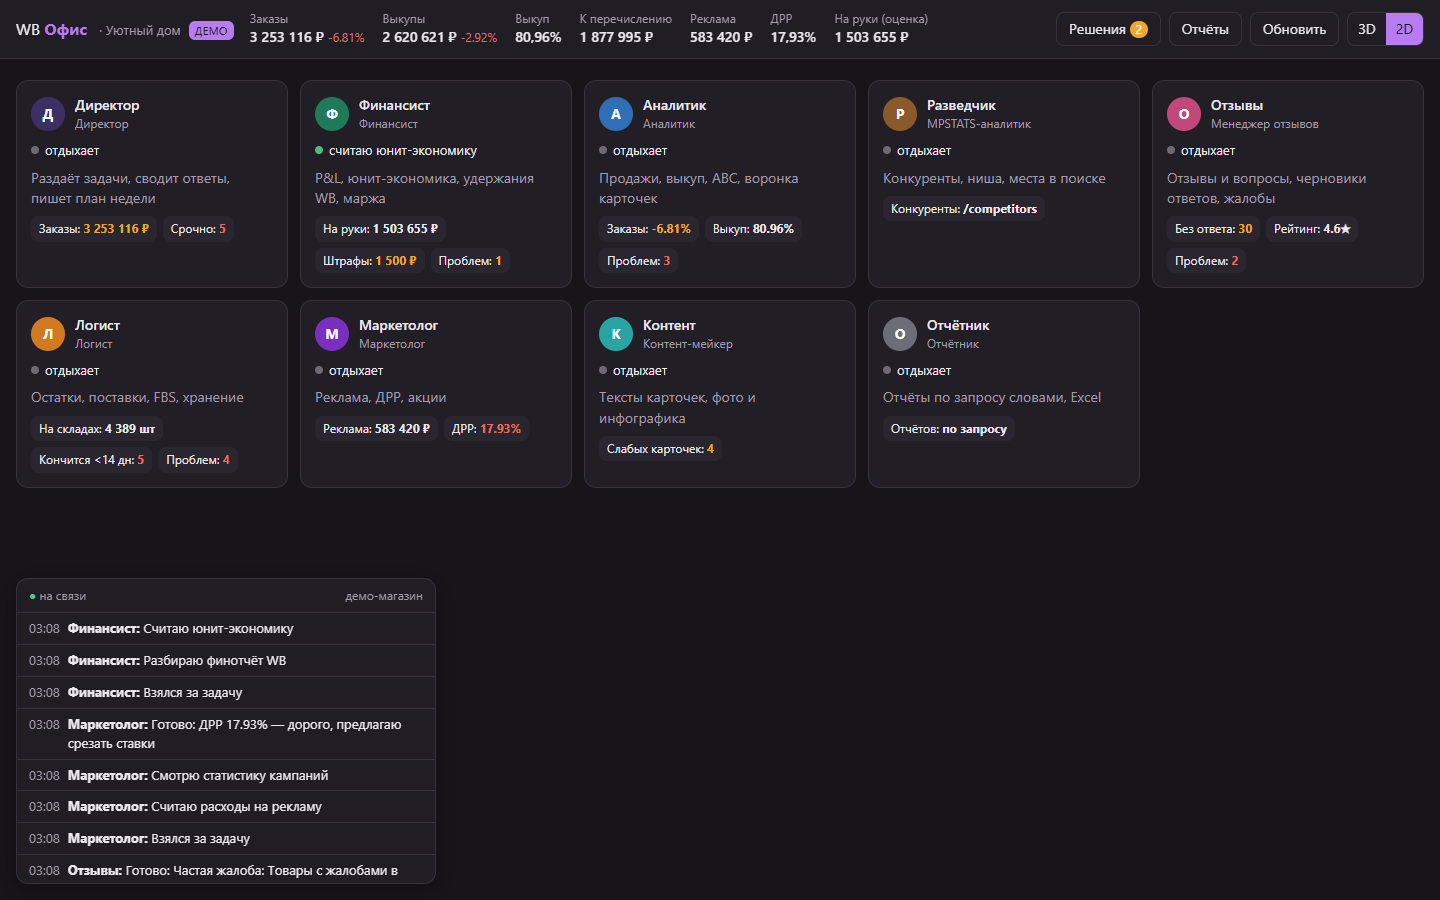 WB Офис · Уютный дом ДЕМО
Заказы
3 253 116 ₽ -6.81%
Выкупы
2 620 621 ₽ -2.92%
Выкуп
80,96%
К перечислению
1 877 995 ₽
Реклама
583 420 ₽
ДРР
17,93%
На руки (оценка)
1 503 655 ₽
Решения 2
Отчёты
Обновить
3D 2D
Д
Директор
Директор
отдыхает
Раздаёт задачи, сводит ответы,
пишет план недели
Заказы: 3 253 116 ₽ Срочно: 5
Ф
Финансист
Финансист
считаю юнит-экономику
P&L, юнит-экономика, удержания
WB, маржа
На руки: 1 503 655 ₽
Штрафы: 1 500 ₽ Проблем: 1
А
Аналитик
Аналитик
отдыхает
Продажи, выкуп, ABC, воронка
карточек
Заказы: -6.81% Выкуп: 80.96%
Проблем: 3
Р
Разведчик
MPSTATS-аналитик
отдыхает
Конкуренты, ниша, места в поиске
Конкуренты: /competitors
О
Отзывы
Менеджер отзывов
отдыхает
Отзывы и вопросы, черновики
ответов, жалобы
Без ответа: 30 Рейтинг: 4.6★
Проблем: 2
Л
Логист
Логист
отдыхает
Остатки, поставки, FBS, хранение
На складах: 4 389 шт
Кончится <14 дн: 5 Проблем: 4
М
Маркетолог
Маркетолог
отдыхает
Реклама, ДРР, акции
Реклама: 583 420 ₽ ДРР: 17.93%
К
Контент
Контент-мейкер
отдыхает
Тексты карточек, фото и
инфографика
Слабых карточек: 4
О
Отчётник
Отчётник
отдыхает
Отчёты по запросу словами, Excel
Отчётов: по запросу
на связи демо-магазин
03:08 Финансист: Считаю юнит-экономику
03:08 Финансист: Разбираю финотчёт WB
03:08 Финансист: Взялся за задачу
03:08 Маркетолог: Готово: ДРР 17.93% — дорого, предлагаю
срезать ставки
03:08 Маркетолог: Смотрю статистику кампаний
03:08 Маркетолог: Считаю расходы на рекламу
03:08 Маркетолог: Взялся за задачу
03:08 Отзывы: Готово: Частая жалоба: Товары с жалобами в